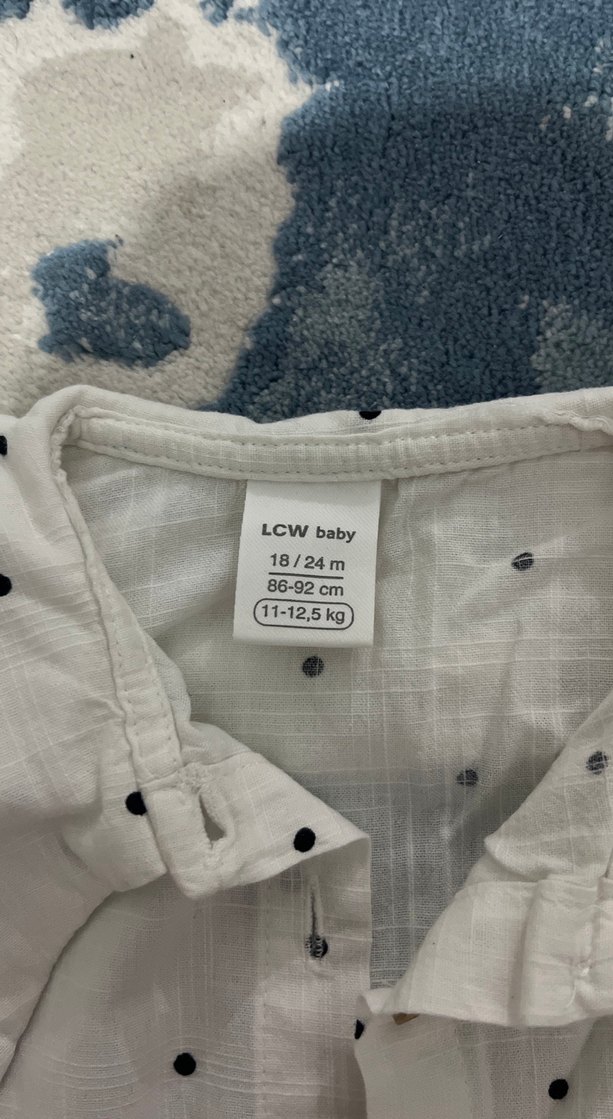 LCW baby
18 / 24 m
86-92 cm
11-12,5 kg